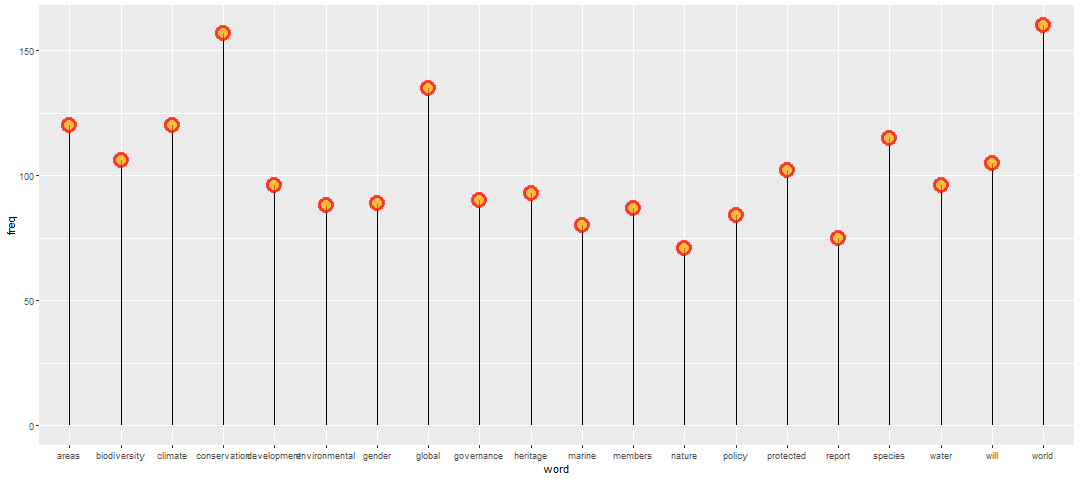 150
100
freq
50
0
areas biodiversity climate conservation development environmental gender global governance heritage marine members nature policy protected report species water will world
word